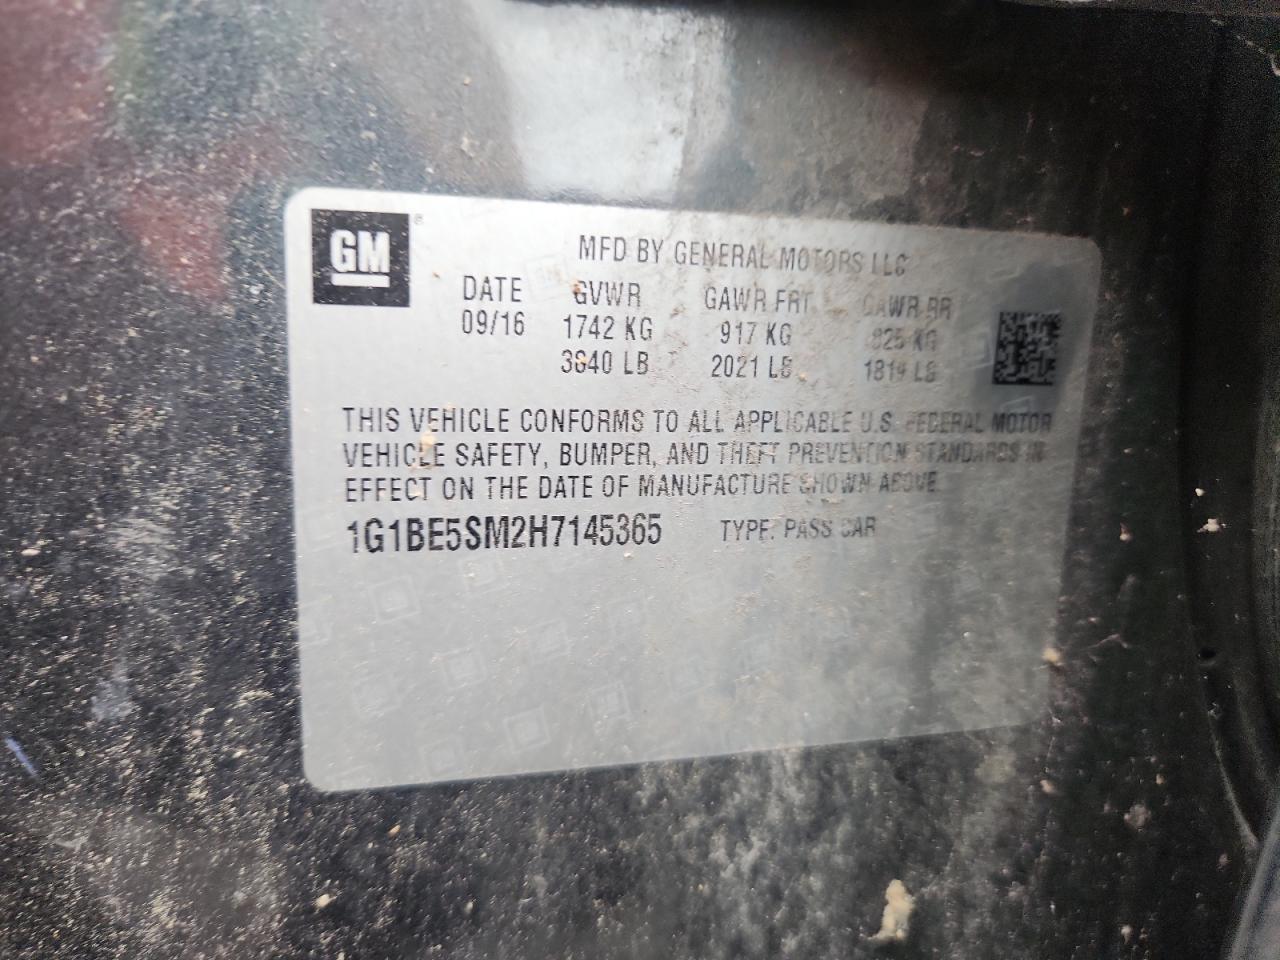 GM
MFD BY GENERAL MOTORS LLC
DATE GVWR GAWR FRT GAWR RR
09/16 1742 KG 917 KG 825 KG
3840 LB 2021 LB 1819 LB
THIS VEHICLE CONFORMS TO ALL APPLICABLE U.S. FEDERAL MOTOR
VEHICLE SAFETY, BUMPER, AND THEFT PREVENTION STANDARDS IN
EFFECT ON THE DATE OF MANUFACTURE SHOWN ABOVE
1G1BE5SM2H7145365 TYPE: PASS CAR